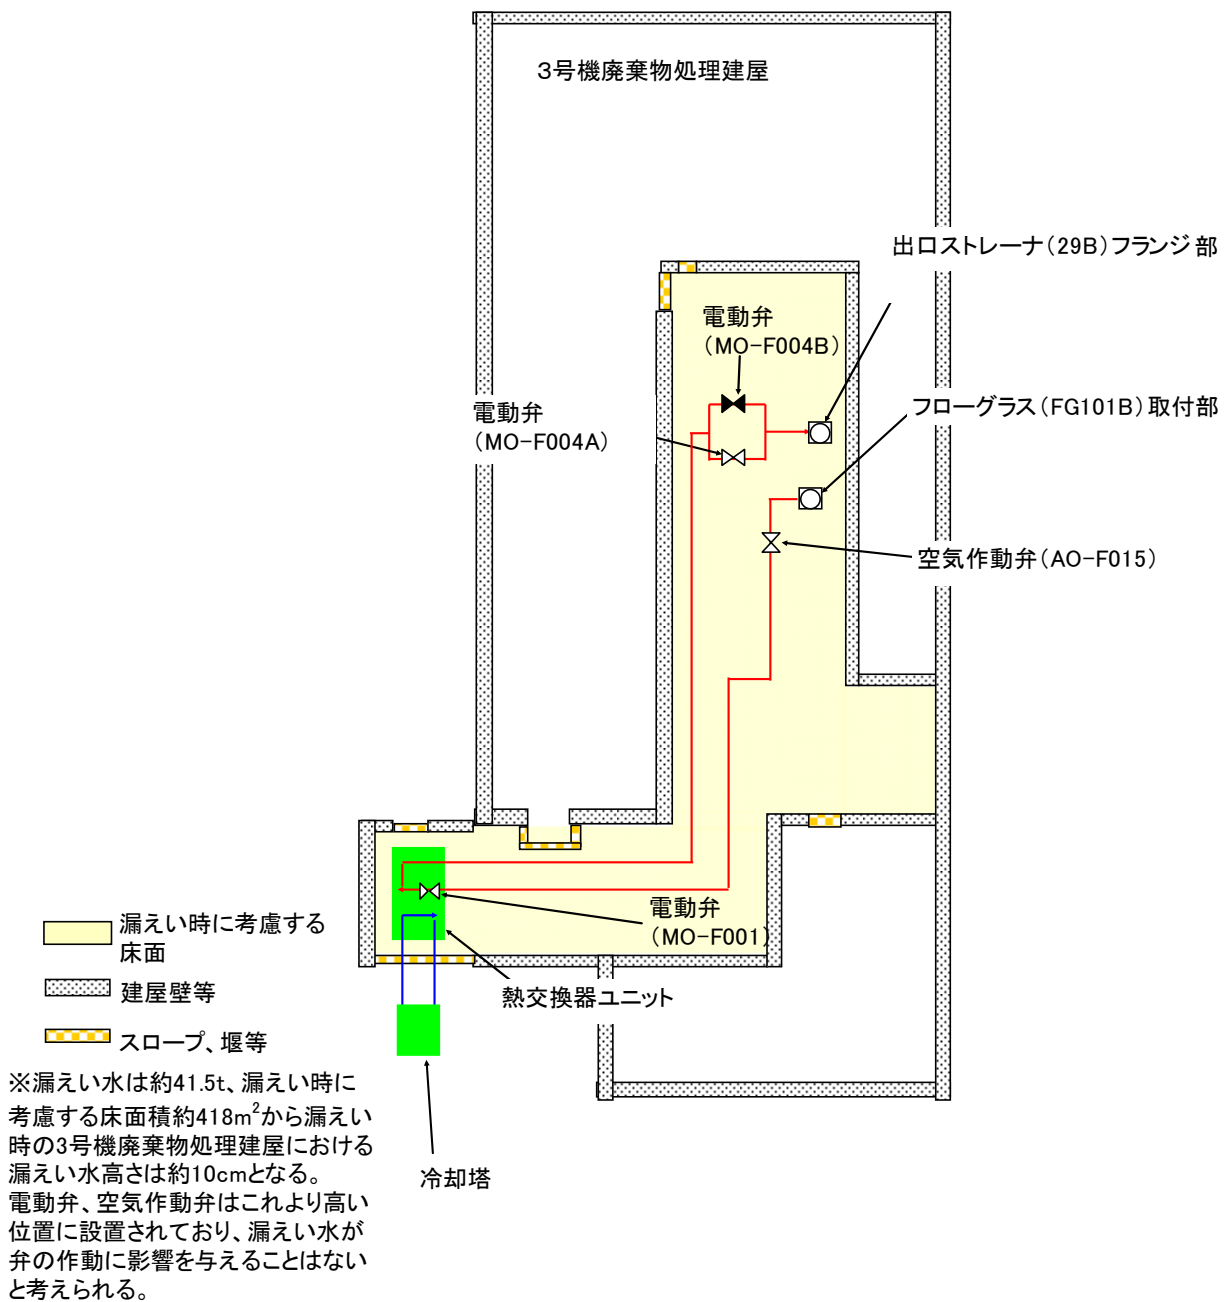 3号機廃棄物処理建屋
出口ストレーナ(29B)フランジ部
電動弁
(MO-F004B)
フローグラス(FG101B)取付部
電動弁
(MO-F004A)
空気作動弁(AO-F015)
電動弁
(MO-F001)
熱交換器ユニット
冷却塔
漏えい時に考慮する
床面
建屋壁等
スロープ、堰等
※漏えい水は約41.5t、漏えい時に
考慮する床面積約418m²から漏えい
時の3号機廃棄物処理建屋における
漏えい水高さは約10cmとなる。
電動弁、空気作動弁はこれより高い
位置に設置されており、漏えい水が
弁の作動に影響を与えることはない
と考えられる。